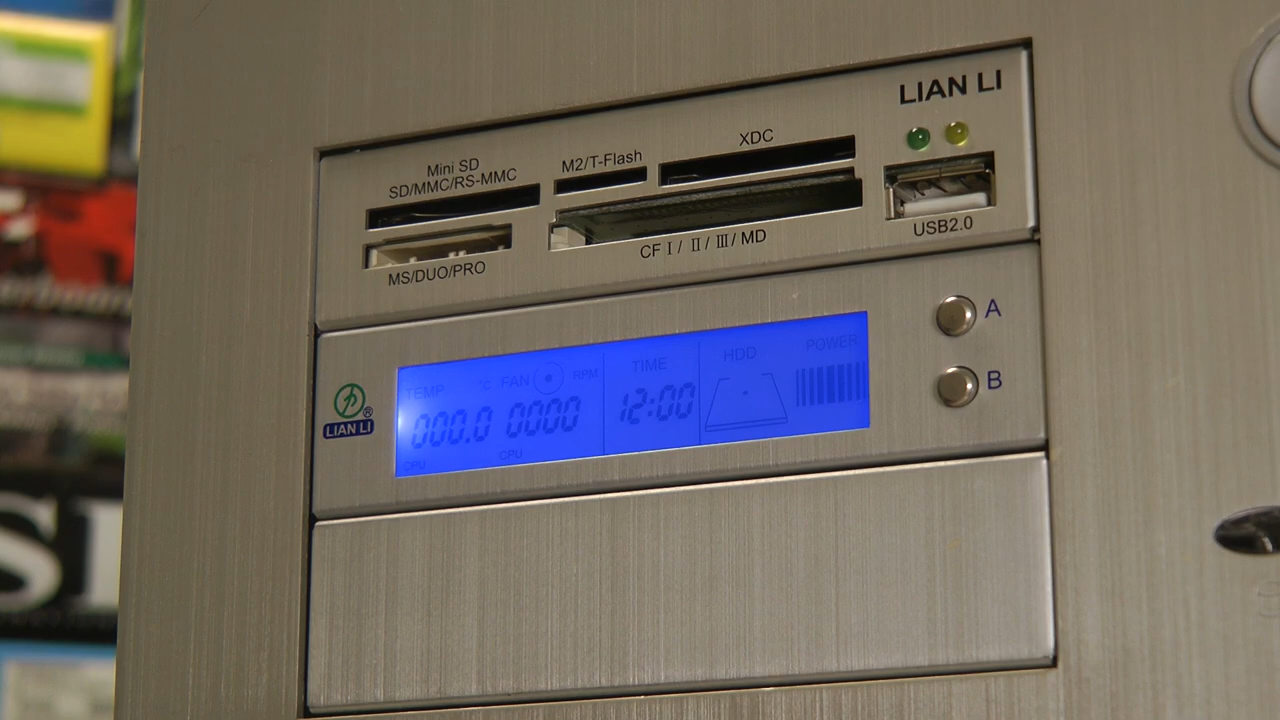 LIAN LI
Mini SD
SD/MMC/RS-MMC
M2/T-Flash
XDC
MS/DUO/PRO
CF I / II / III / MD
USB2.0
A
B
LIAN LI
TEMP °C FAN RPM
000.0 0000
CPU CPU
TIME
12:00
HDD
POWER